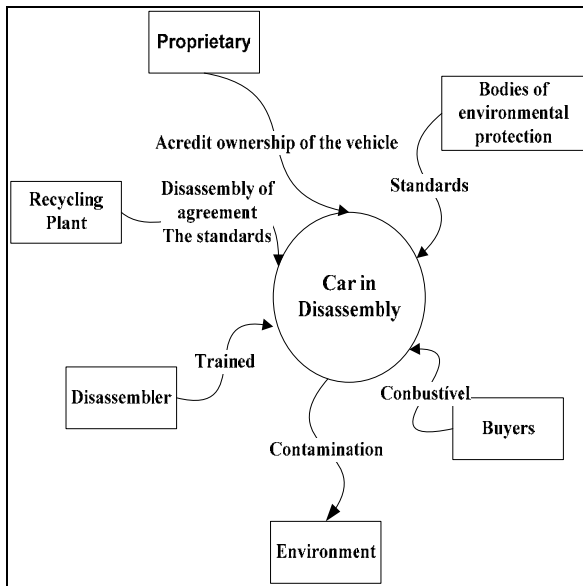 Proprietary
Bodies of
environmental
protection
Acredit ownership of the vehicle
Standards
Recycling
Plant
Disassembly of
agreement
The standards
Car in
Disassembly
Trained
Disassembler
Conbustível
Buyers
Contamination
Environment